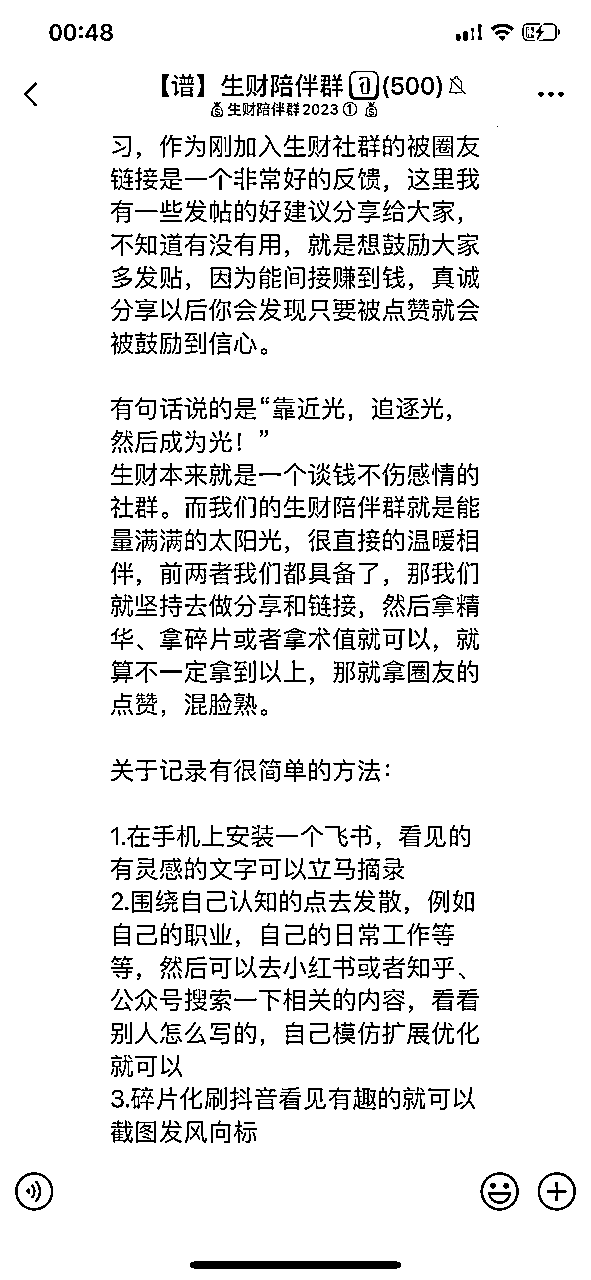 00:48
【谱】生财陪伴群(500)
生财陪伴群2023①
习，作为刚加入生财社群的被圈友
链接是一个非常好的反馈，这里我
有一些发帖的好建议分享给大家，
不知道有没有用，就是想鼓励大家
多发贴，因为能间接赚到钱，真诚
分享以后你会发现只要被点赞就会
被鼓励到信心。
有句话说的是“靠近光，追逐光，
然后成为光！”
生财本来就是一个谈钱不伤感情的
社群。而我们的生财陪伴群就是能
量满满的太阳光，很直接的温暖相
伴，前两者我们都具备了，那我们
就坚持去做分享和链接，然后拿精
华、拿碎片或者拿术值就可以，就
算不一定拿到以上，那就拿圈友的
点赞，混脸熟。
关于记录有很简单的方法：
1.在手机上安装一个飞书，看见的
有灵感的文字可以立马摘录
2.围绕自己认知的点去发散，例如
自己的职业，自己的日常工作等
等，然后可以去小红书或者知乎、
公众号搜索一下相关的内容，看看
别人怎么写的，自己模仿扩展优化
就可以
3.碎片化刷抖音看见有趣的就可以
截图发风向标